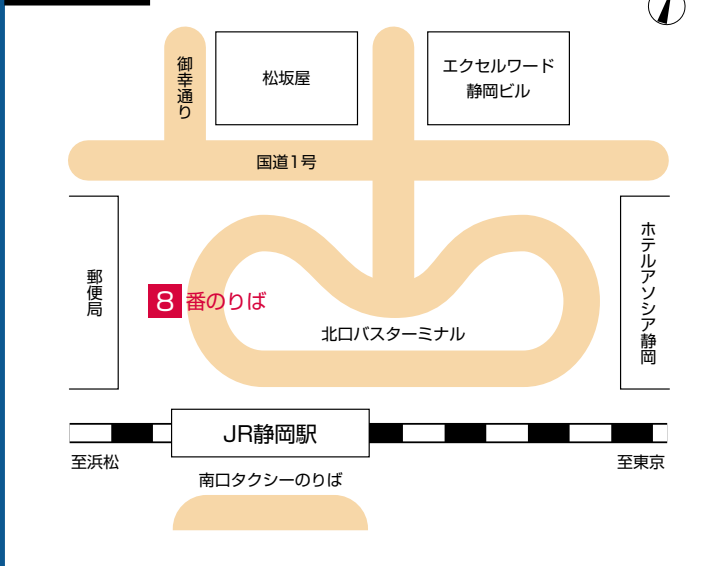 御幸通り
松坂屋
エクセルワード
静岡ビル
国道1号
郵便局
8 番のりば
北口バスターミナル
ホテルアソシア静岡
JR静岡駅
至浜松
至東京
南口タクシーのりば